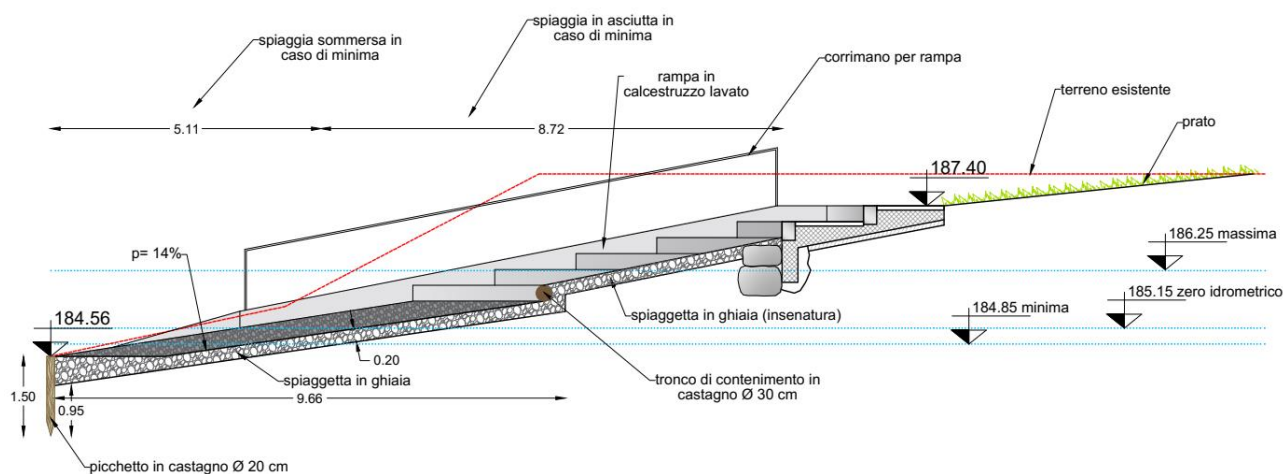 spiaggia sommersa in
caso di minima
spiaggia in asciutta in
caso di minima
corrimano per rampa
rampa in
calcestruzzo lavato
terreno esistente
prato
5.11
8.72
187.40
p= 14%
186.25 massima
185.15 zero idrometrico
184.85 minima
184.56
spiaggetta in ghiaia (insenatura)
0.20
spiaggetta in ghiaia
tronco di contenimento in
castagno Ø 30 cm
1.50
0.95
9.66
picchetto in castagno Ø 20 cm